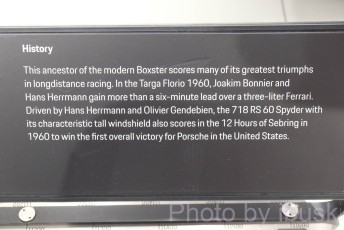 History
This ancestor of the modern Boxster scores many of its greatest triumphs
in longdistance racing. In the Targa Florio 1960, Joakim Bonnier and
Hans Herrmann gain more than a six-minute lead over a three-liter Ferrari.
Driven by Hans Herrmann and Olivier Gendebien, the 718 RS 60 Spyder with
its characteristic tall windshield also scores in the 12 Hours of Sebring in
1960 to win the first overall victory for Porsche in the United States.
Photo by